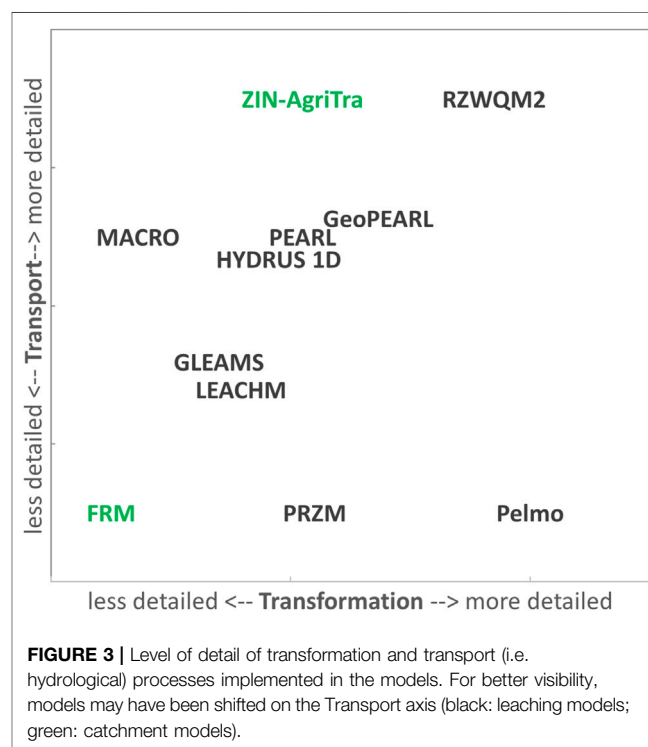 ZIN-AgriTra RZWQM2
GeoPEARL
MACRO PEARL
HYDRUS 1D
GLEAMS
LEACHM
FRM PRZM Pelmo
less detailed <-- Transport--> more detailed
less detailed <-- Transformation --> more detailed
FIGURE 3 | Level of detail of transformation and transport (i.e.
hydrological) processes implemented in the models. For better visibility,
models may have been shifted on the Transport axis (black: leaching models;
green: catchment models).